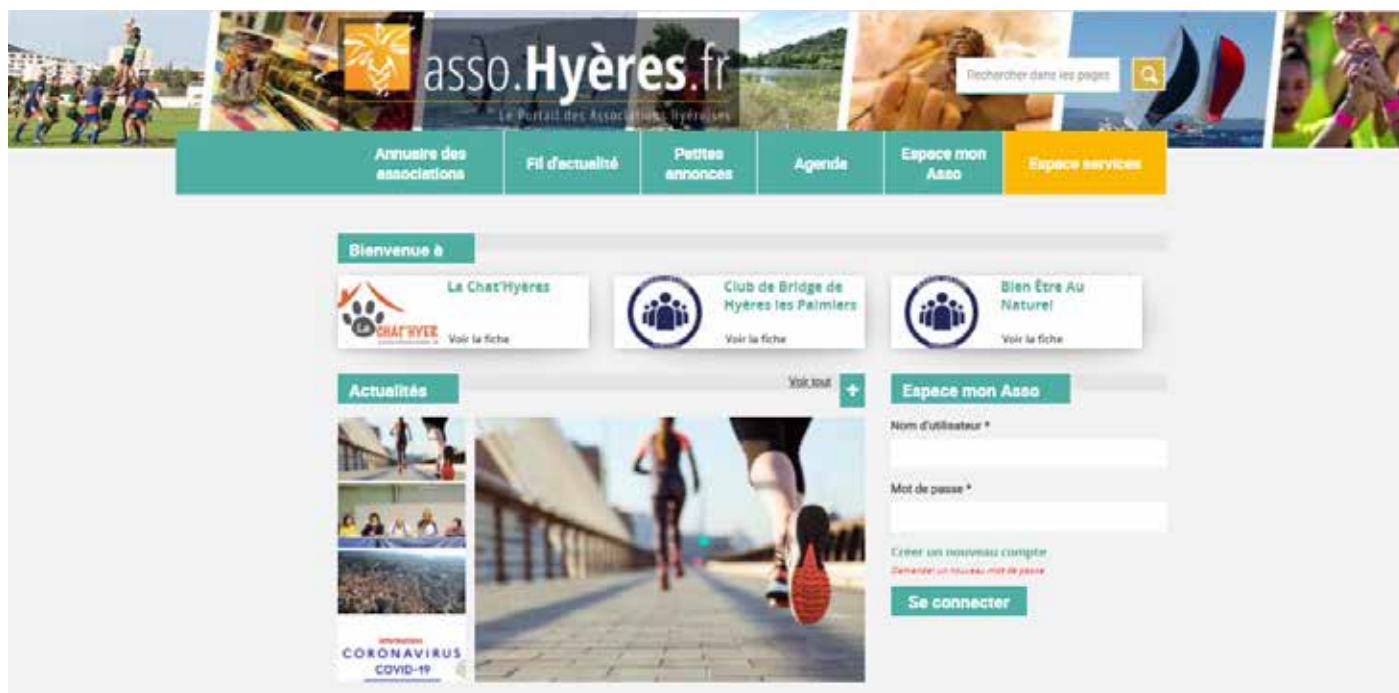 asso.Hyères.fr
Le Portail des Associations Hyéroises
Rechercher dans les pages
Annuaire des
associations
Fil d'actualité
Petites
annonces
Agenda
Espace mon
Asso
Espace services
Bienvenue à
La Chat'Hyères
Voir la fiche
La CHAT'HYER
Club de Bridge de
Hyères les Palmiers
Voir la fiche
Bien Être Au
Naturel
Voir la fiche
Actualités
Voir tout
+
Espace mon Asso
Nom d'utilisateur *
Mot de passe *
Créer un nouveau compte
Demander un nouveau mot de passe
Se connecter
information
CORONAVIRUS
COVID-19